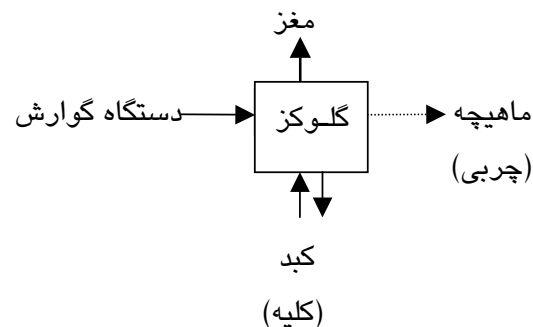 مغز
دستگاه گوارش
گلوکز
ماهیچه
(چربی)
کبد
(کلیه)